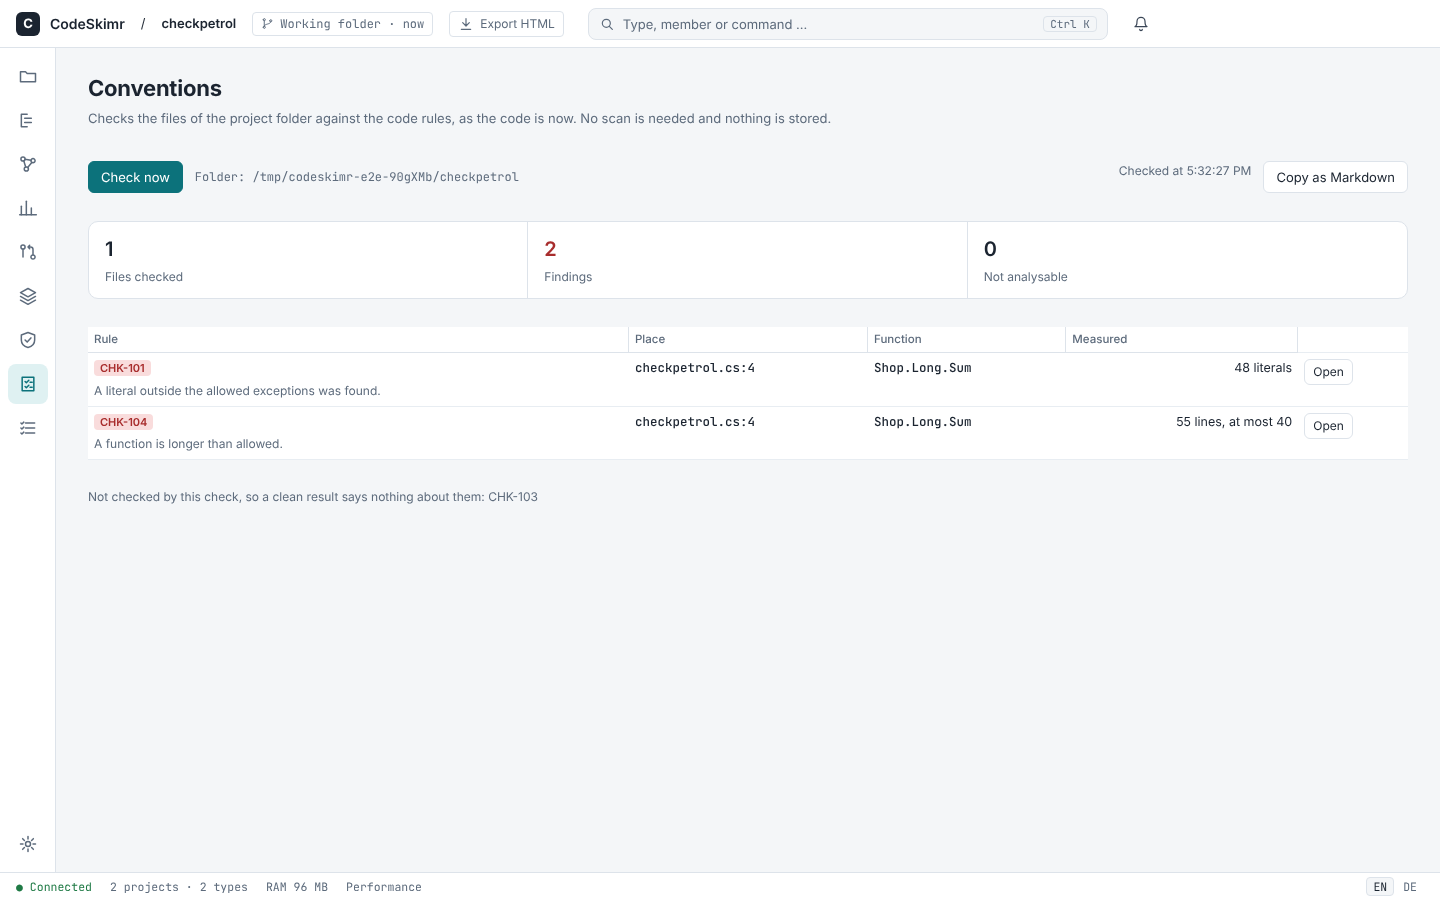 C CodeSkimr / checkpetrol Working folder · now Export HTML Type, member or command ... Ctrl K
Conventions
Checks the files of the project folder against the code rules, as the code is now. No scan is needed and nothing is stored.
Check now Folder: /tmp/codeskimr-e2e-90gXMb/checkpetrol Checked at 5:32:27 PM Copy as Markdown
1 2 0
Files checked Findings Not analysable
Rule Place Function Measured
CHK-101 checkpetrol.cs:4 Shop.Long.Sum 48 literals Open
A literal outside the allowed exceptions was found.
CHK-104 checkpetrol.cs:4 Shop.Long.Sum 55 lines, at most 40 Open
A function is longer than allowed.
Not checked by this check, so a clean result says nothing about them: CHK-103
Connected 2 projects · 2 types RAM 96 MB Performance EN DE